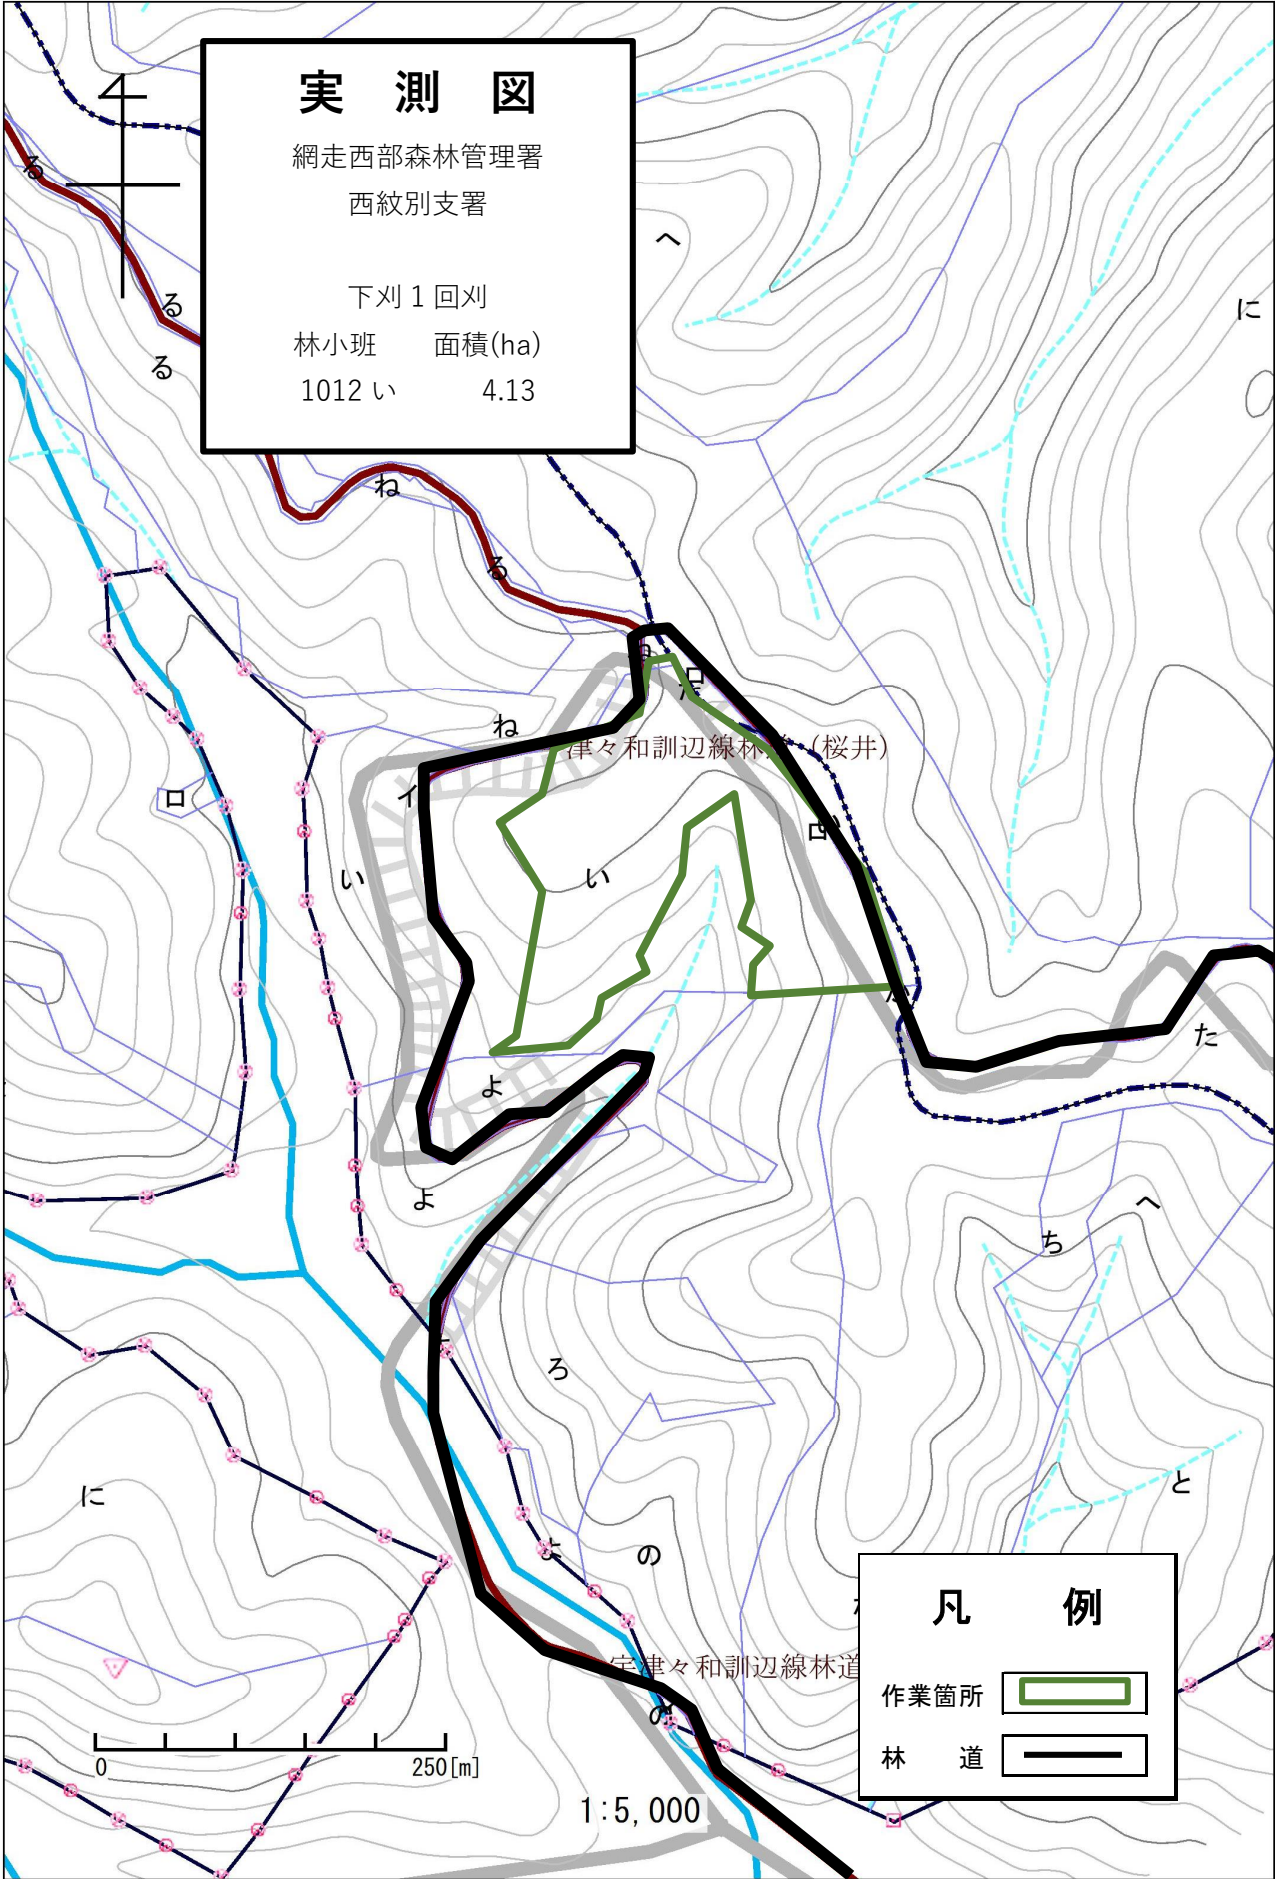 実 測 図
網走西部森林管理署
西紋別支署
下刈１回刈
林小班 面積(ha)
1012 い 4.13
る
る
る
へ
に
ね
る
ロ
ね
津々和訓辺線林
（桜井）
イ
ロ
ロ
い
い
た
よ
よ
へ
ち
ろ
と
に
の
凡 例
作業箇所
林 道
津々和訓辺線林道
0
250[m]
1:5,000